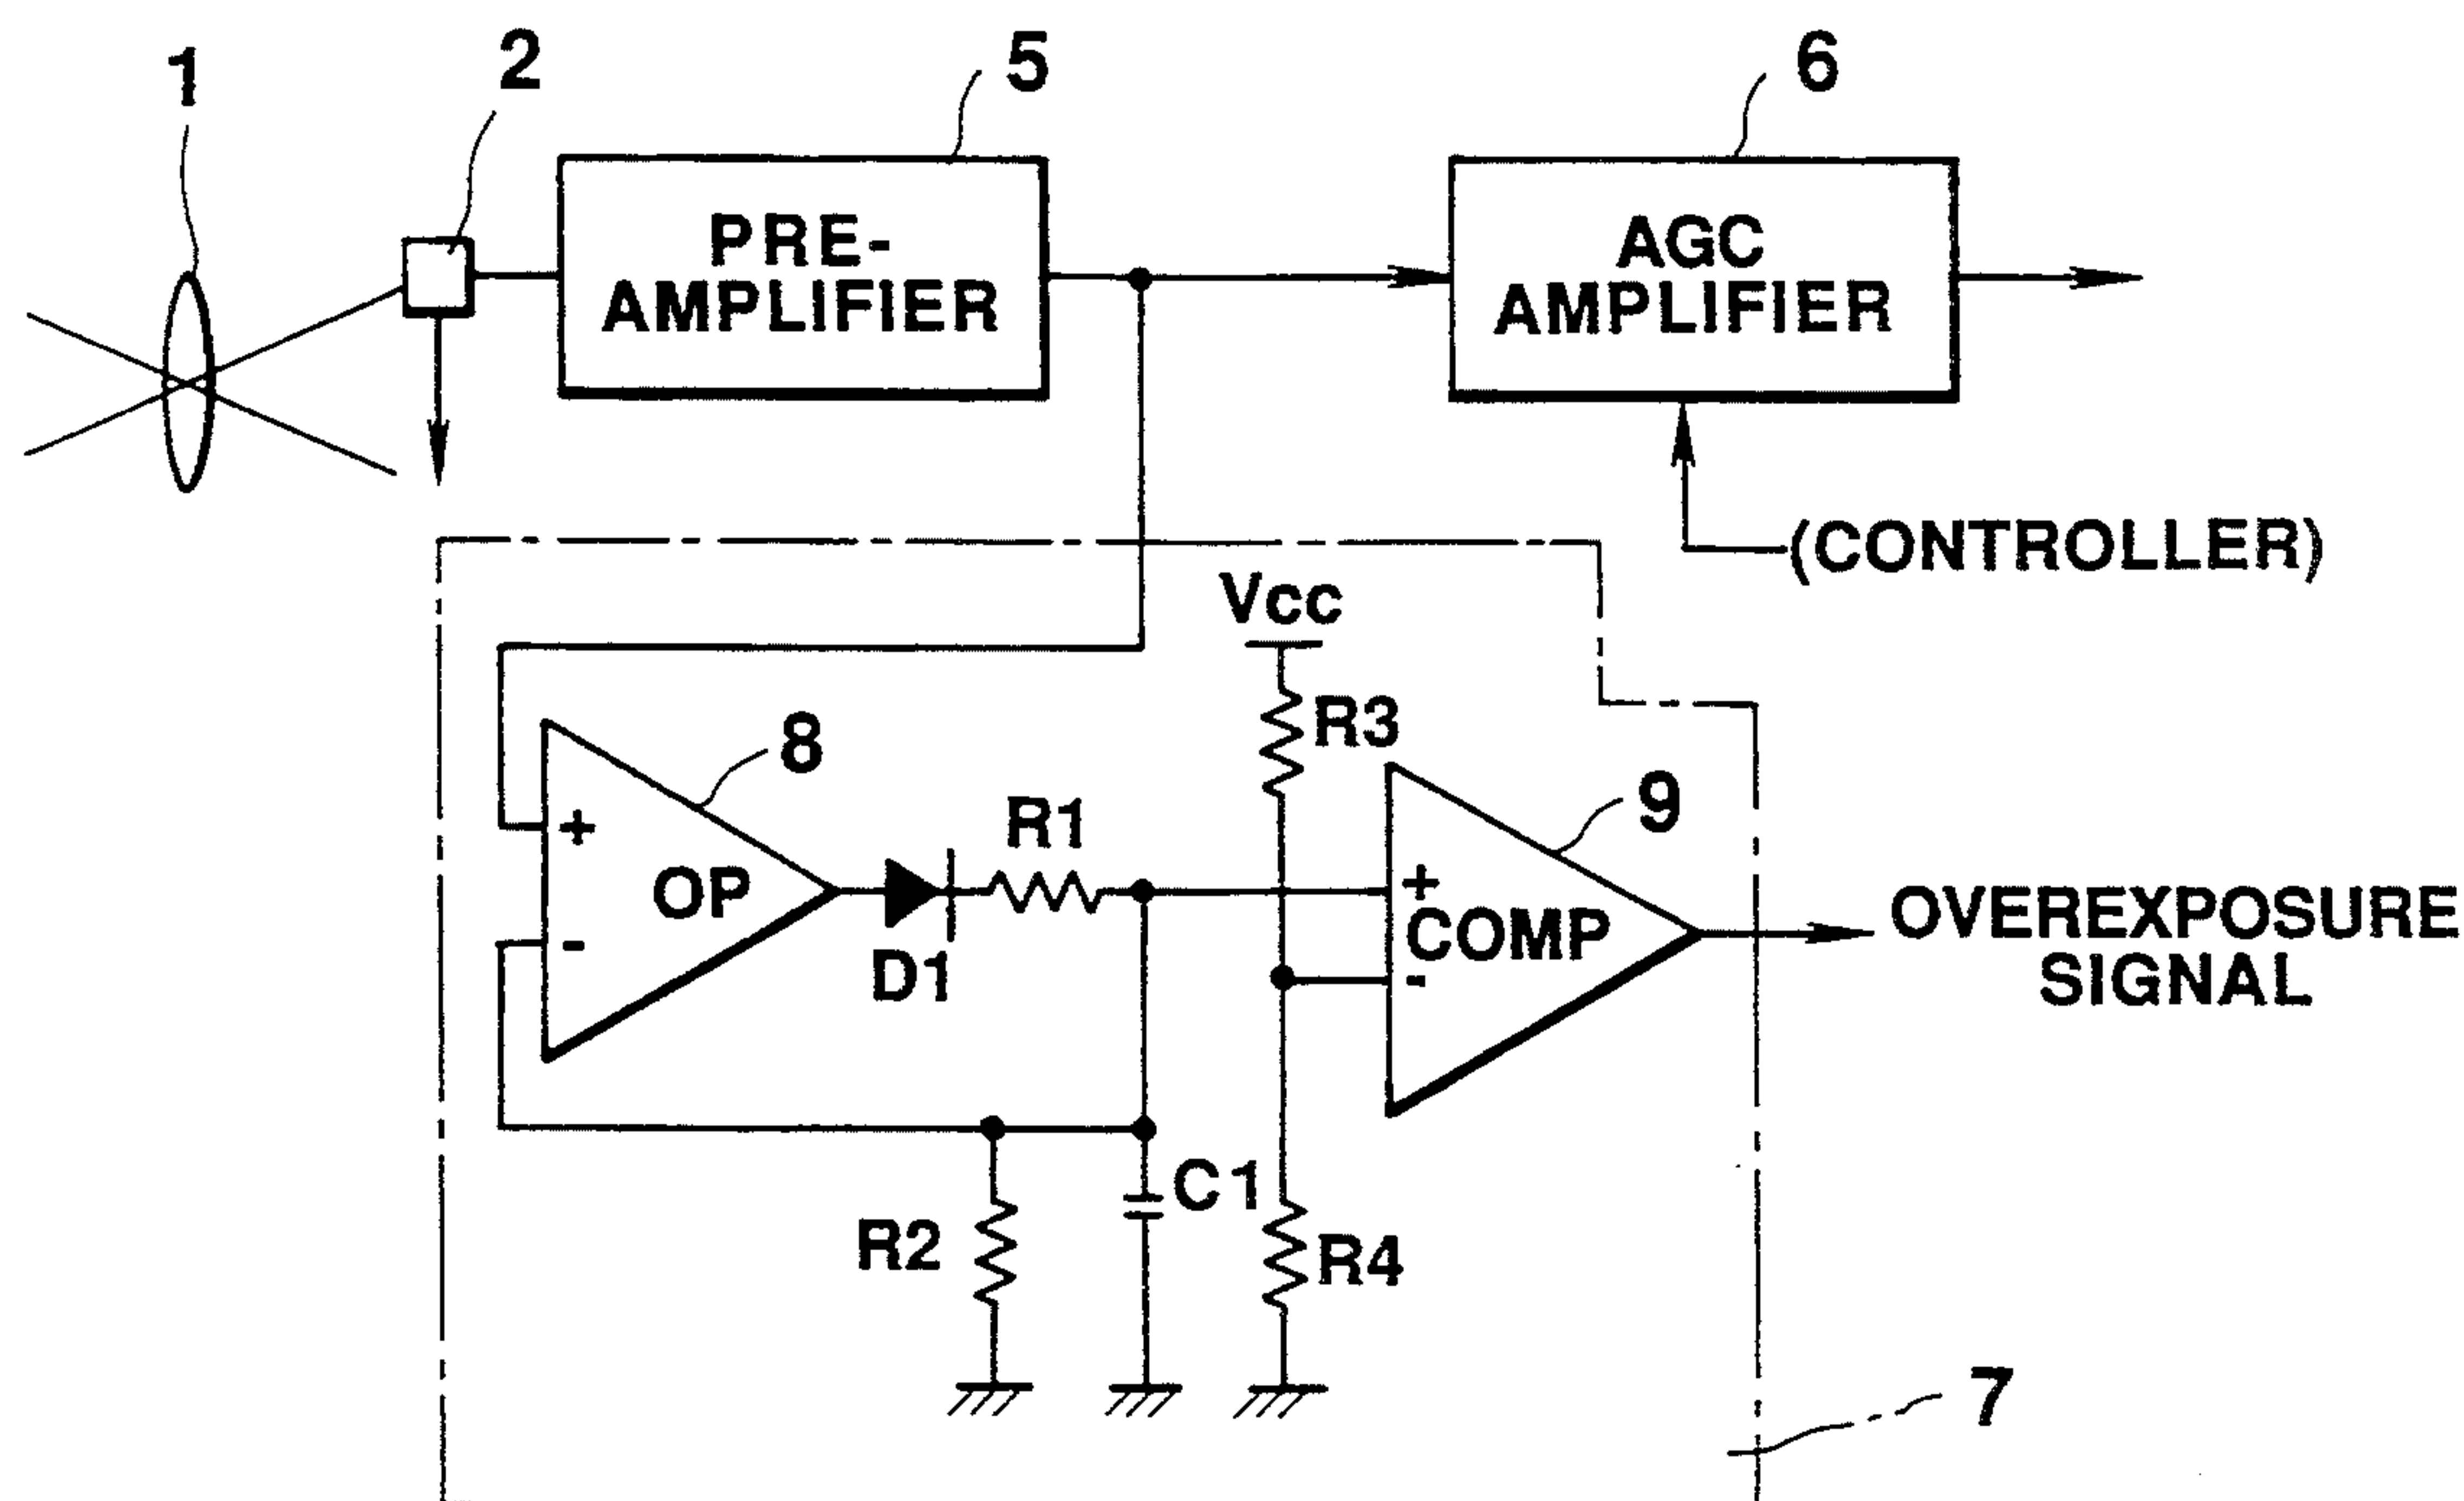 1
2
5
6
PRE-
AMPLIFIER
AGC
AMPLIFIER
(CONTROLLER)
Vcc
R3
8
9
+
OP
-
D1
R1
+
COMP
-
OVEREXPOSURE
SIGNAL
R2
C1
R4
7